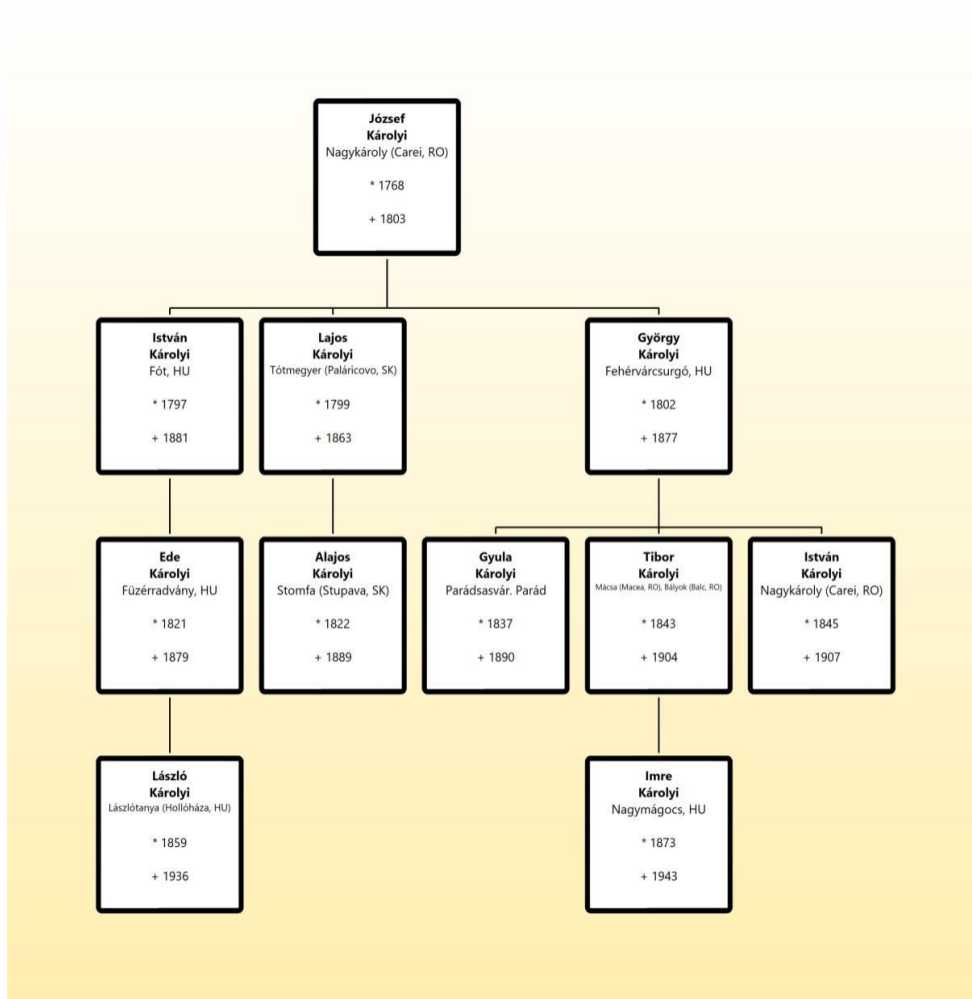 József
Károlyi
Nagykároly (Carei, RO)
* 1768
+ 1803
István
Károlyi
Fót, HU
* 1797
+ 1881
Lajos
Károlyi
Tótmegyer (Paláricovo, SK)
* 1799
+ 1863
György
Károlyi
Fehérvárcsurgó, HU
* 1802
+ 1877
Ede
Károlyi
Füzérradvány, HU
* 1821
+ 1879
Alajos
Károlyi
Stomfa (Stupava, SK)
* 1822
+ 1889
Gyula
Károlyi
Parádsasvár. Parád
* 1837
+ 1890
Tibor
Károlyi
Mácsa (Macea, RO), Bályok (Balc, RO)
* 1843
+ 1904
István
Károlyi
Nagykároly (Carei, RO)
* 1845
+ 1907
László
Károlyi
Lászlótanya (Hollóháza, HU)
* 1859
+ 1936
Imre
Károlyi
Nagymágocs, HU
* 1873
+ 1943